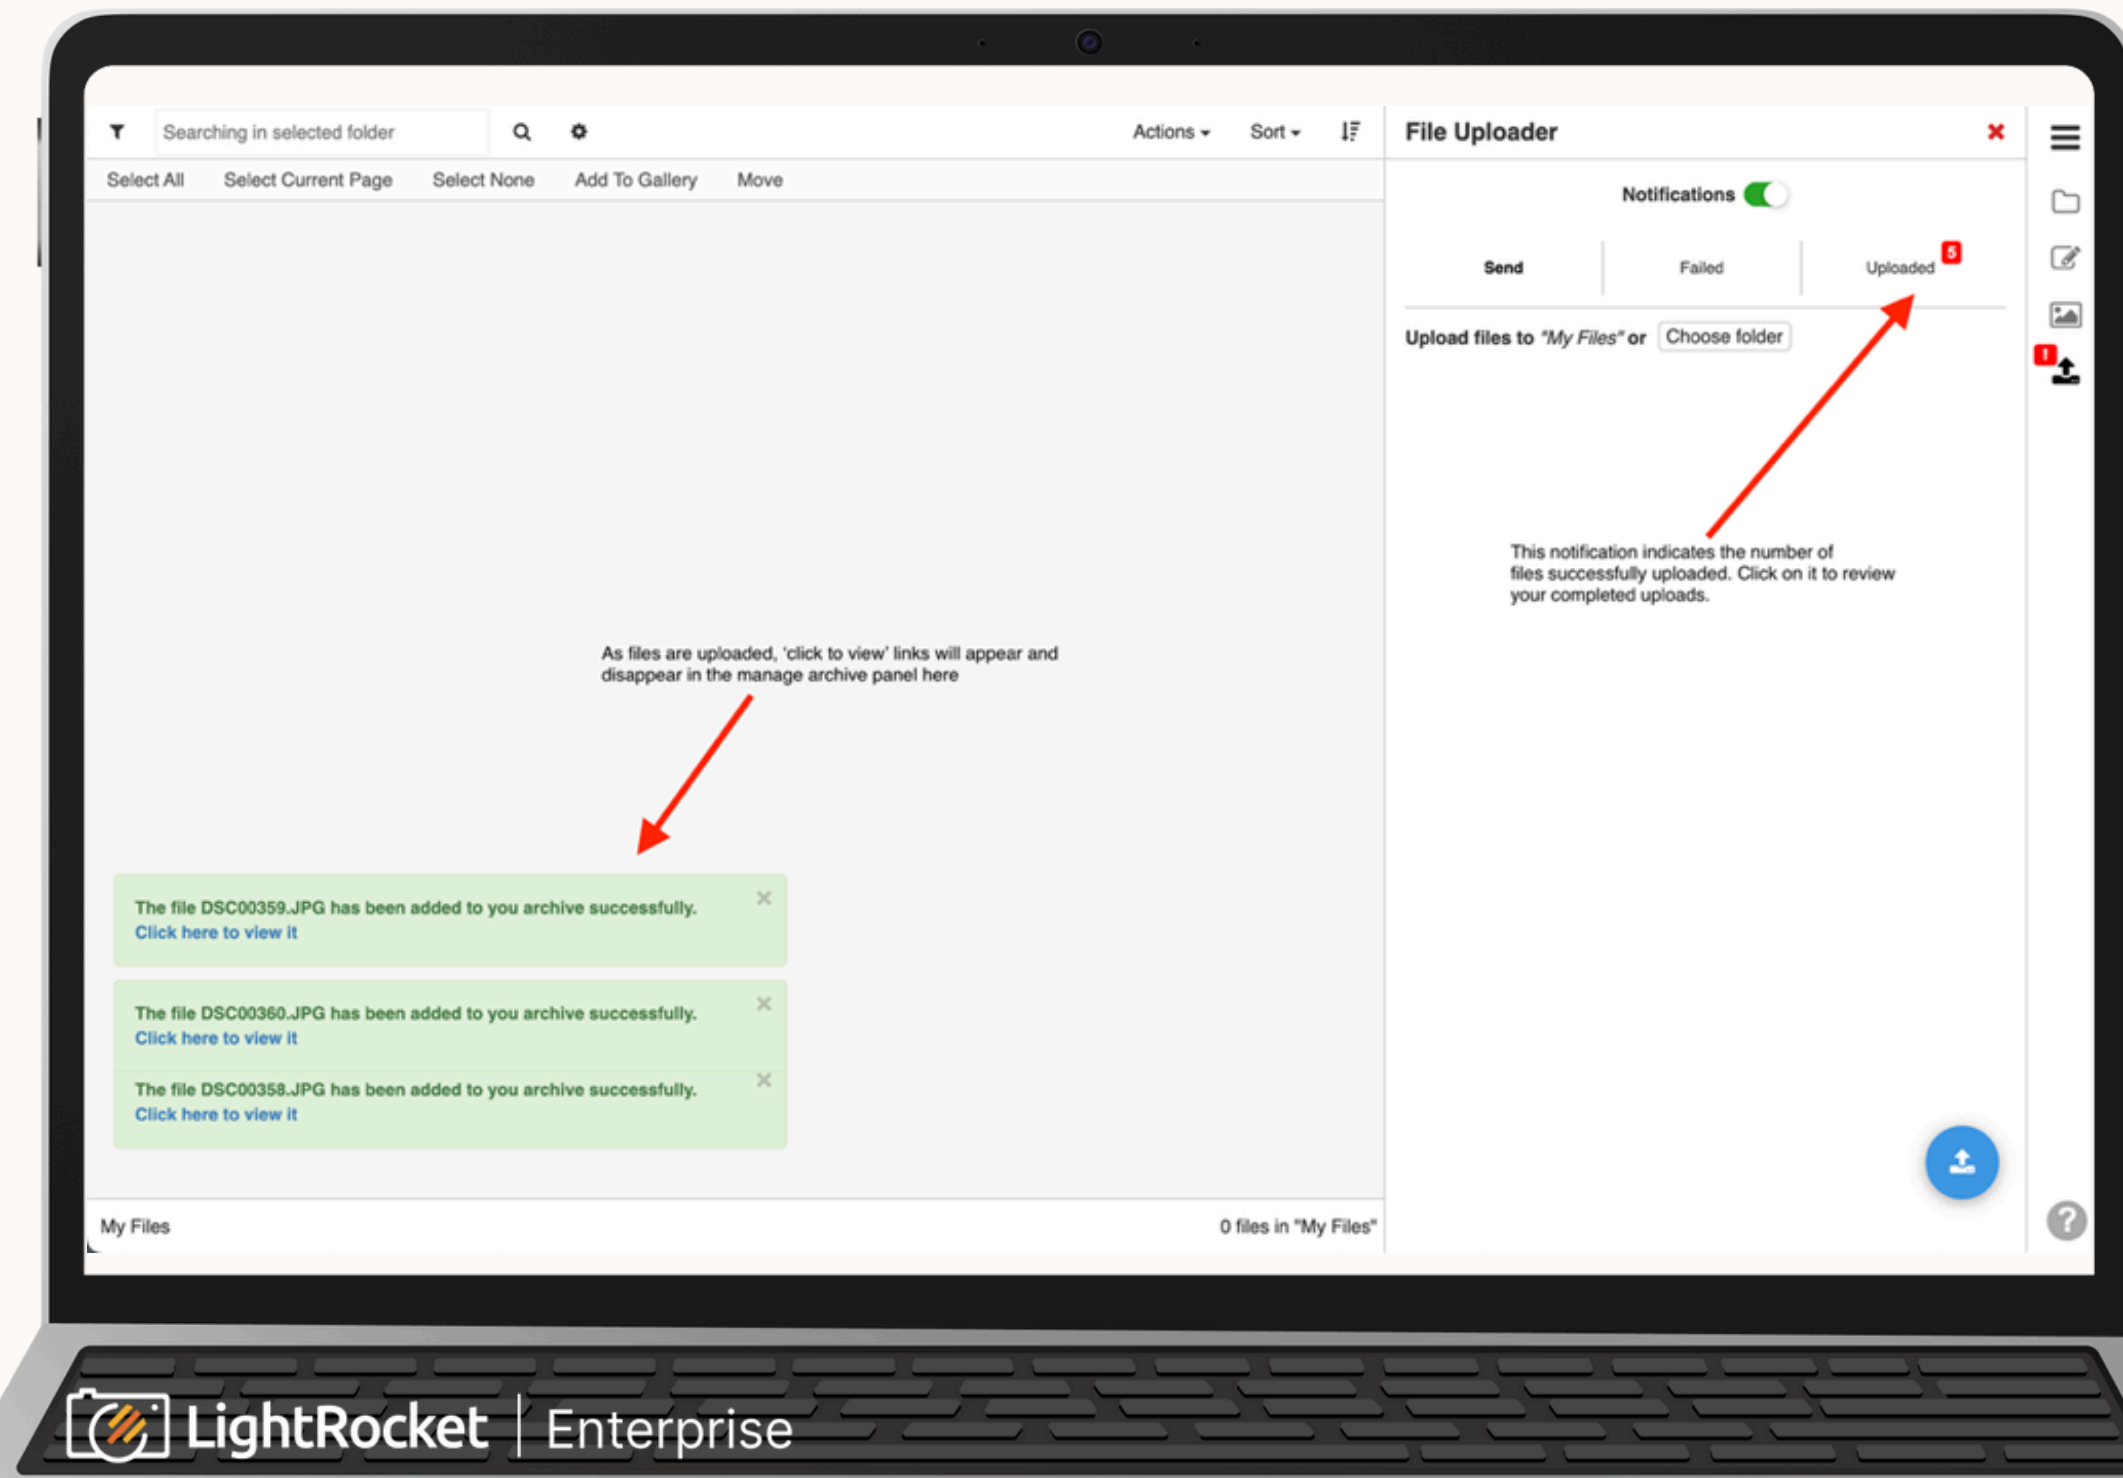 Searching in selected folder
Actions
Sort
File Uploader
Select All
Select Current Page
Select None
Add To Gallery
Move
Notifications
Send
Failed
Uploaded
5
Upload files to "My Files" or
Choose folder
!
This notification indicates the number of
files successfully uploaded. Click on it to review
your completed uploads.
As files are uploaded, 'click to view' links will appear and
disappear in the manage archive panel here
The file DSC00359.JPG has been added to you archive successfully.
Click here to view it
The file DSC00360.JPG has been added to you archive successfully.
Click here to view it
The file DSC00358.JPG has been added to you archive successfully.
Click here to view it
My Files
0 files in "My Files"
?
LightRocket | Enterprise